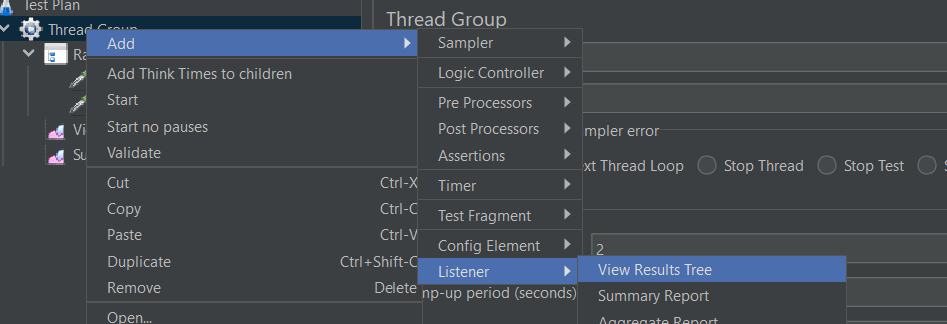 Test Plan
Thread Group
Thread Group
Ra
Vi
Su
Add
Add Think Times to children
Start
Start no pauses
Validate
Cut Ctrl-X
Copy Ctrl-C
Paste Ctrl-V
Duplicate Ctrl+Shift-C
Remove Delete
Open...
Sampler
Logic Controller
Pre Processors
Post Processors
Assertions
Timer
Test Fragment
Config Element
Listener
View Results Tree
Summary Report
Aggregate Report
mpler error
ext Thread Loop Stop Thread Stop Test S
2
mp-up period (seconds)